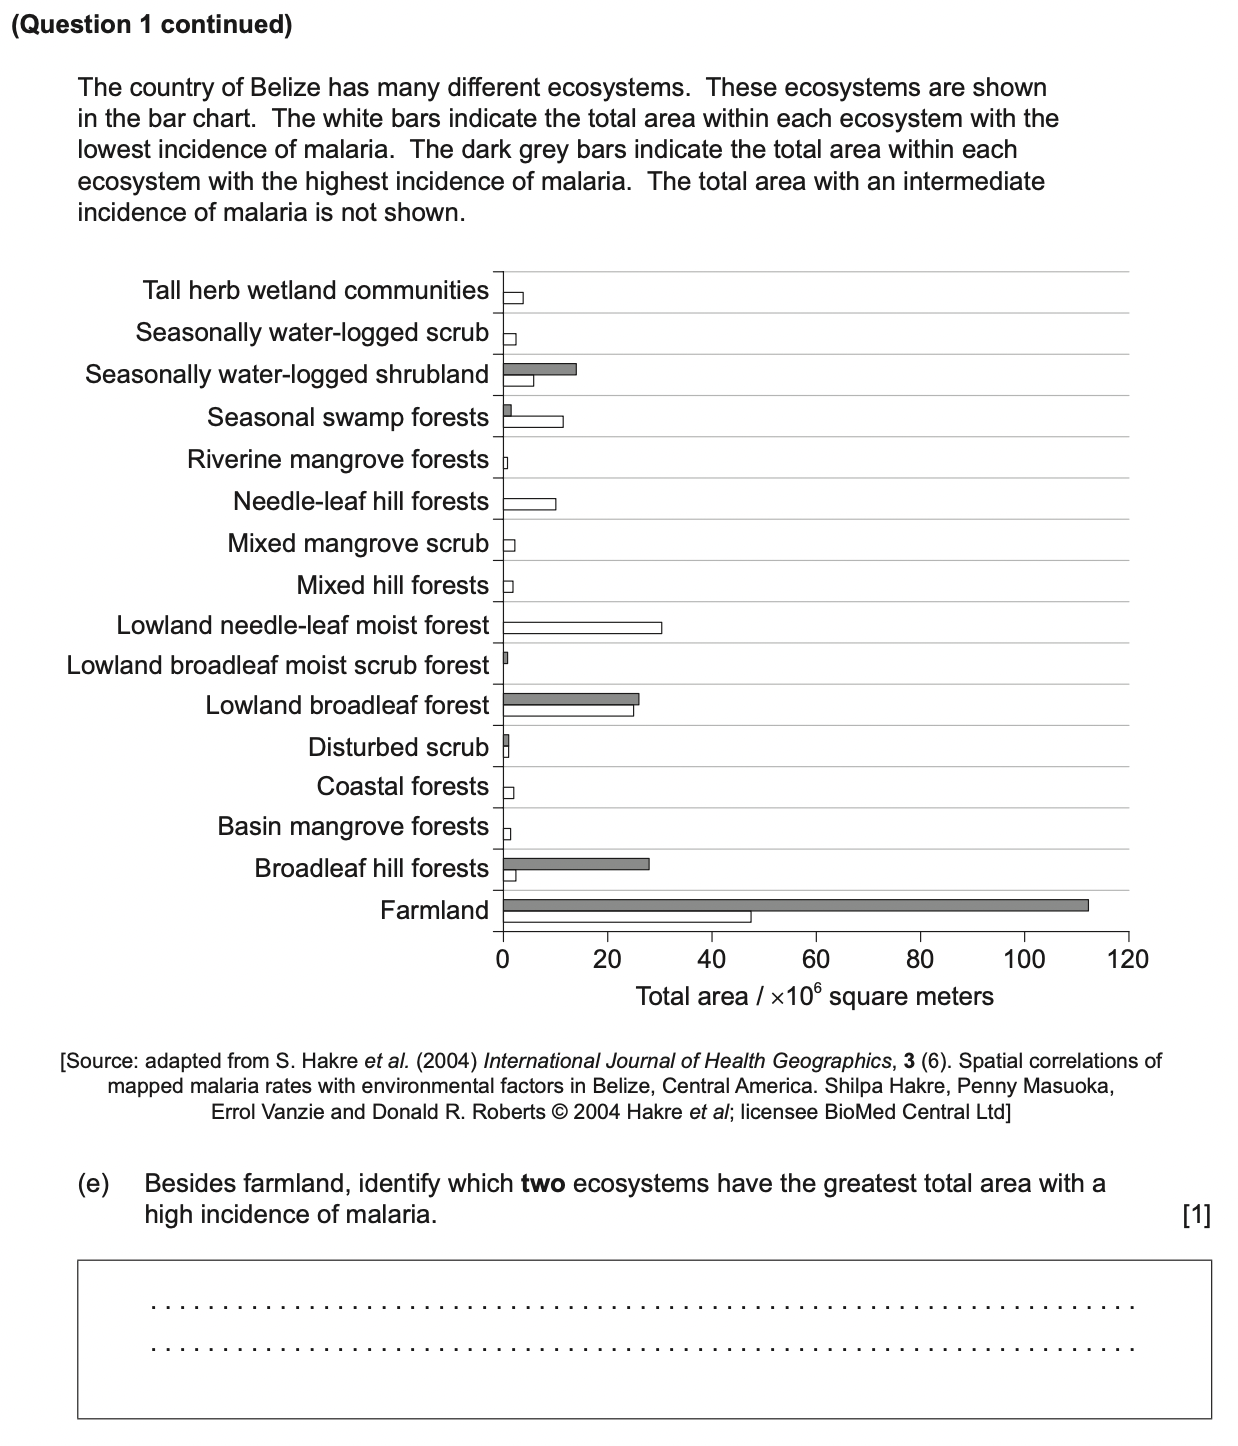 (Question 1 continued)
The country of Belize has many different ecosystems. These ecosystems are shown
in the bar chart. The white bars indicate the total area within each ecosystem with the
lowest incidence of malaria. The dark grey bars indicate the total area within each
ecosystem with the highest incidence of malaria. The total area with an intermediate
incidence of malaria is not shown.
Tall herb wetland communities
Seasonally water-logged scrub
Seasonally water-logged shrubland
Seasonal swamp forests
Riverine mangrove forests
Needle-leaf hill forests
Mixed mangrove scrub
Mixed hill forests
Lowland needle-leaf moist forest
Lowland broadleaf moist scrub forest
Lowland broadleaf forest
Disturbed scrub
Coastal forests
Basin mangrove forests
Broadleaf hill forests
Farmland
0 20 40 60 80 100 120
Total area / ×10⁶ square meters
[Source: adapted from S. Hakre et al. (2004) International Journal of Health Geographics, 3 (6). Spatial correlations of
mapped malaria rates with environmental factors in Belize, Central America. Shilpa Hakre, Penny Masuoka,
Errol Vanzie and Donald R. Roberts © 2004 Hakre et al; licensee BioMed Central Ltd]
(e) Besides farmland, identify which two ecosystems have the greatest total area with a
high incidence of malaria. [1]